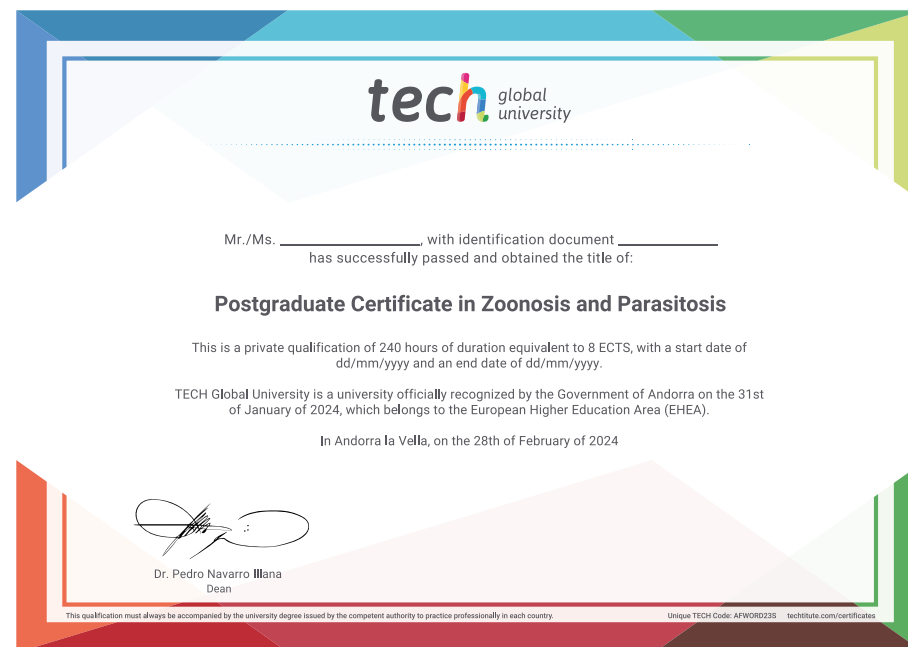 tech global
university
Mr./Ms. ____________, with identification document ____________
has successfully passed and obtained the title of:
Postgraduate Certificate in Zoonosis and Parasitosis
This is a private qualification of 240 hours of duration equivalent to 8 ECTS, with a start date of
dd/mm/yyyy and an end date of dd/mm/yyyy.
TECH Global University is a university officially recognized by the Government of Andorra on the 31st
of January of 2024, which belongs to the European Higher Education Area (EHEA).
In Andorra la Vella, on the 28th of February of 2024
Dr. Pedro Navarro Illana
Dean
This qualification must always be accompanied by the university degree issued by the competent authority to practice professionally in each country.
Unique TECH Code: AFWORD23S techtitute.com/certificates